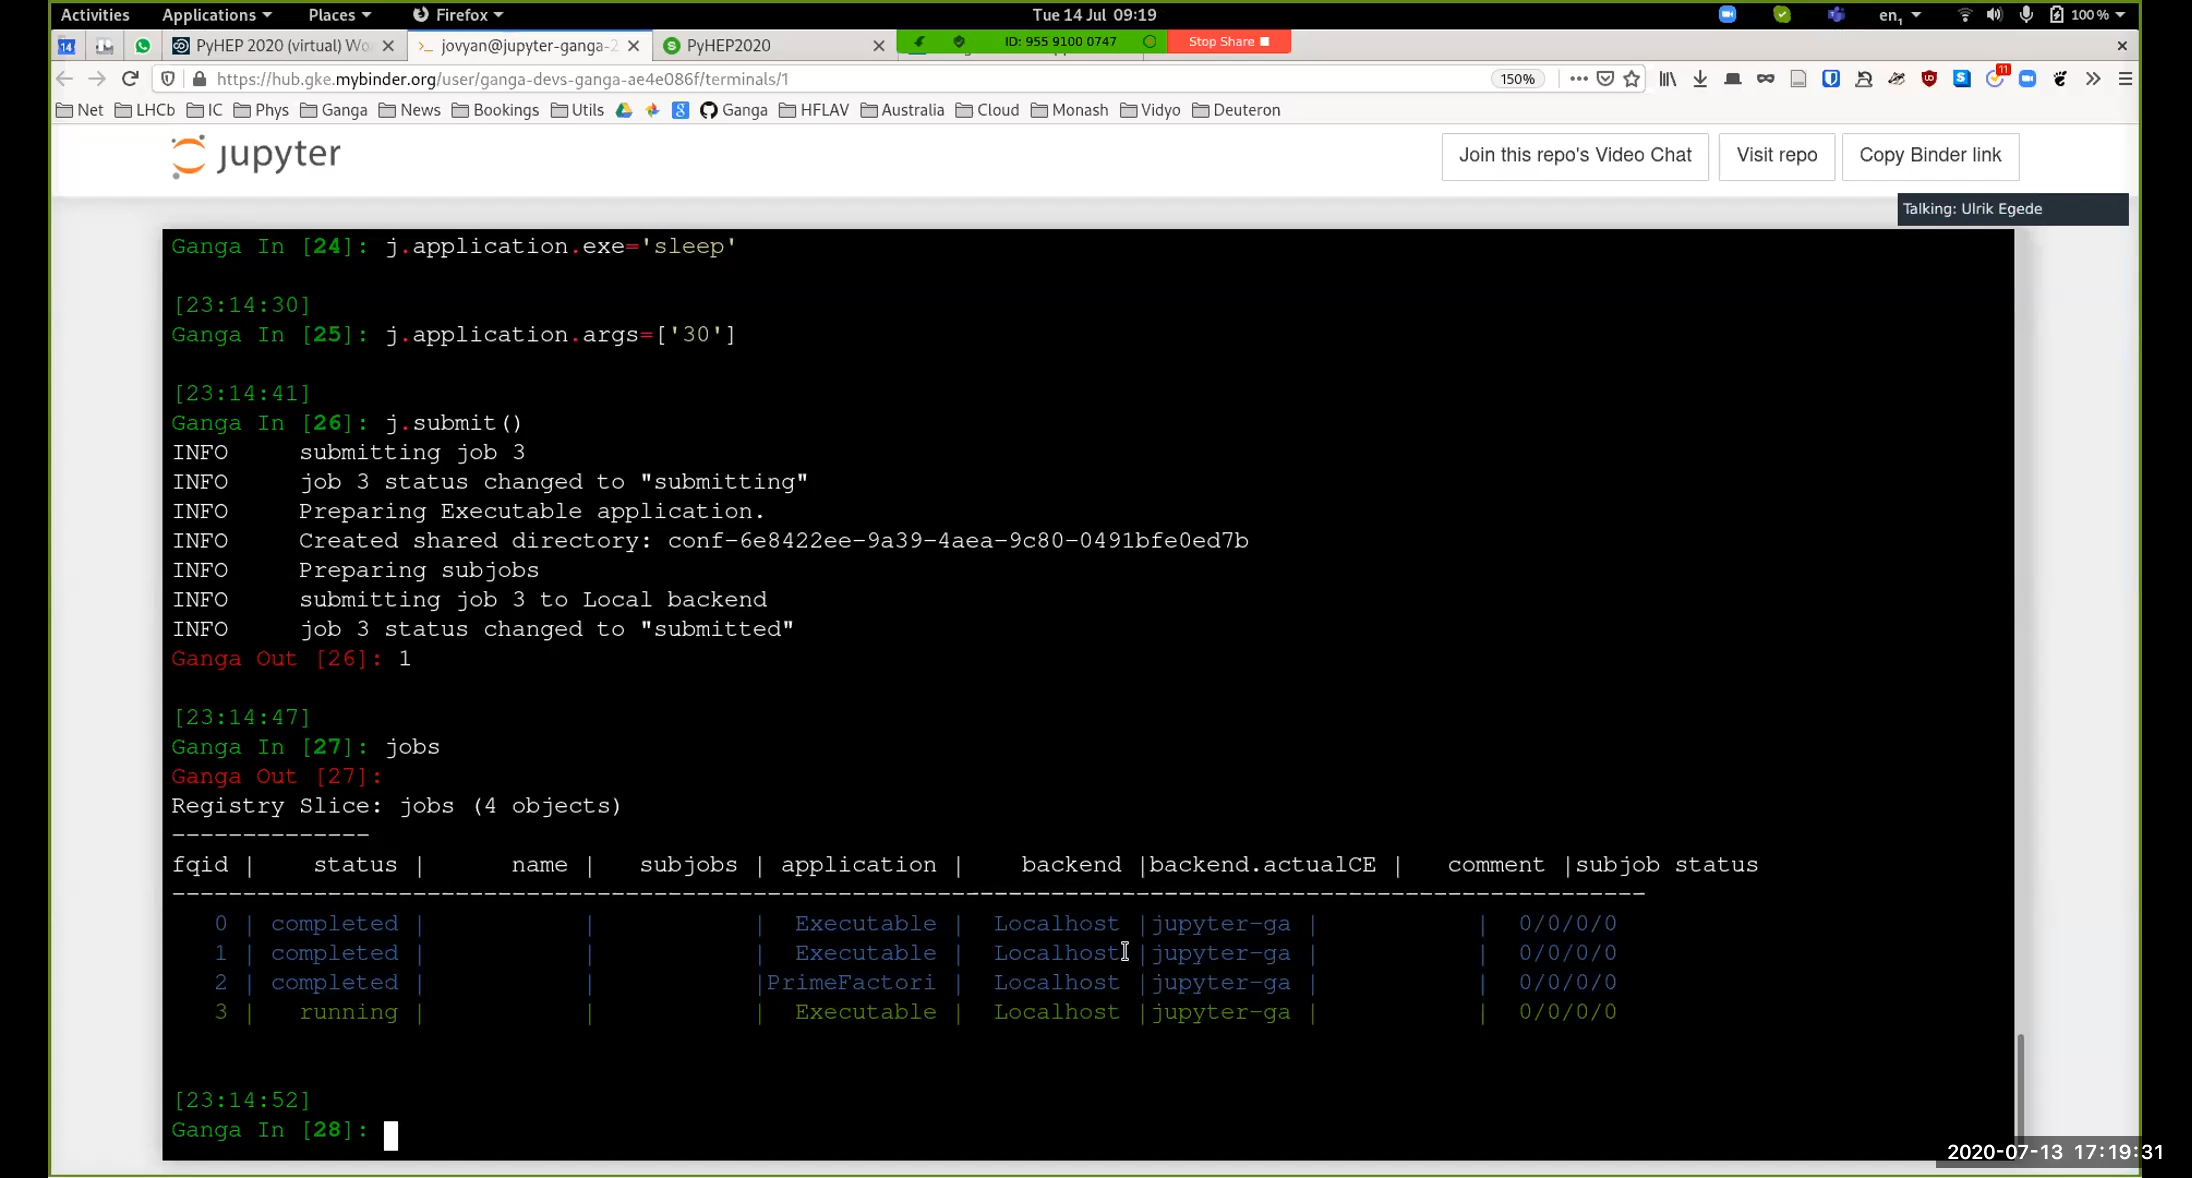 Activities Applications Places Firefox Tue 14 Jul 09:19 en1 100 %
14 PyHEP 2020 (virtual) Wo jovyan@jupyter-ganga-2 PyHEP2020 ID: 955 9100 0747 Stop Share
https://hub.gke.mybinder.org/user/ganga-devs-ganga-ae4e086f/terminals/1 150% 11
Net LHCb IC Phys Ganga News Bookings Utils Ganga HFLAV Australia Cloud Monash Vidyo Deuteron
jupyter Join this repo's Video Chat Visit repo Copy Binder link
Talking: Ulrik Egede
Ganga In [24]: j.application.exe='sleep'
[23:14:30]
Ganga In [25]: j.application.args=['30']
[23:14:41]
Ganga In [26]: j.submit()
INFO submitting job 3
INFO job 3 status changed to "submitting"
INFO Preparing Executable application.
INFO Created shared directory: conf-6e8422ee-9a39-4aea-9c80-0491bfe0ed7b
INFO Preparing subjobs
INFO submitting job 3 to Local backend
INFO job 3 status changed to "submitted"
Ganga Out [26]: 1
[23:14:47]
Ganga In [27]: jobs
Ganga Out [27]:
Registry Slice: jobs (4 objects)
--------------
fqid | status | name | subjobs | application | backend |backend.actualCE | comment |subjob status
--------------------------------------------------------------------------------------------------------
0 | completed | | | Executable | Localhost |jupyter-ga | | 0/0/0/0
1 | completed | | | Executable | Localhost |jupyter-ga | | 0/0/0/0
2 | completed | | |PrimeFactori | Localhost |jupyter-ga | | 0/0/0/0
3 | running | | | Executable | Localhost |jupyter-ga | | 0/0/0/0
[23:14:52]
Ganga In [28]:
2020-07-13 17:19:31